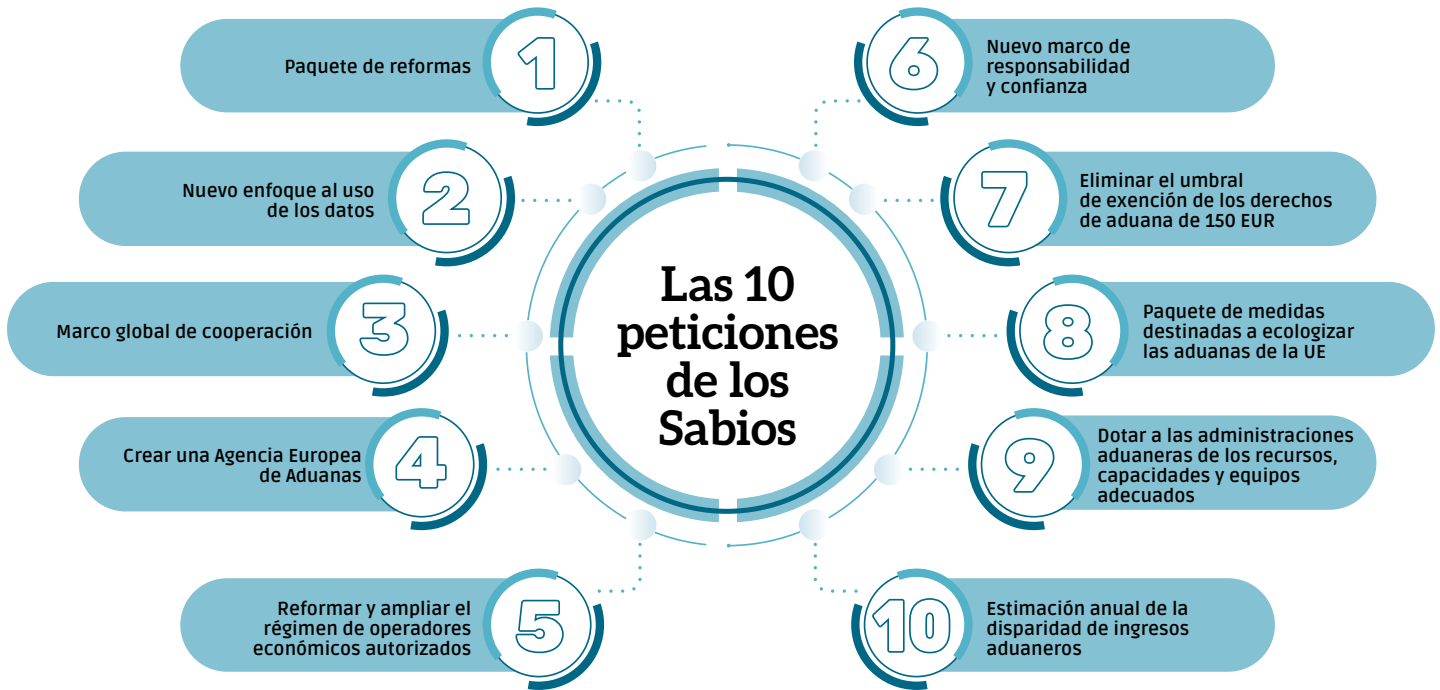 Las 10
peticiones
de los
Sabios
1
Paquete de reformas
2
Nuevo enfoque al uso
de los datos
3
Marco global de cooperación
4
Crear una Agencia Europea
de Aduanas
5
Reformar y ampliar el
régimen de operadores
económicos autorizados
6
Nuevo marco de
responsabilidad
y confianza
7
Eliminar el umbral
de exención de los derechos
de aduana de 150 EUR
8
Paquete de medidas
destinadas a ecologizar
las aduanas de la UE
9
Dotar a las administraciones
aduaneras de los recursos,
capacidades y equipos
adecuados
10
Estimación anual de la
disparidad de ingresos
aduaneros